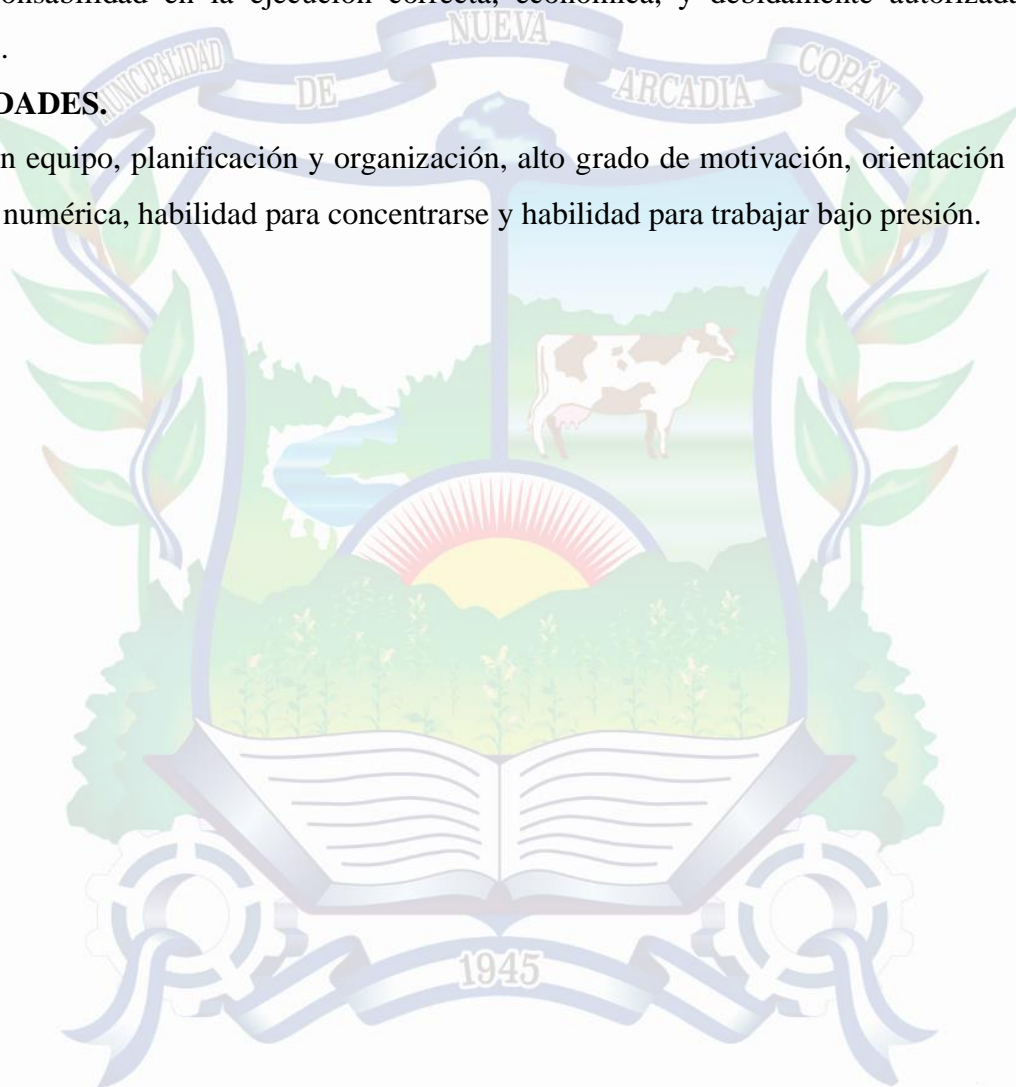 en la ejecución correcta, económica, y debidamente autorizada
.
DADES.
equipo, planificación y organización, alto grado de motivación, orientación
numérica, habilidad para concentrarse y habilidad para trabajar bajo presión.
MUNICIPALIDAD DE NUEVA ARCADIA COPÁN
1945